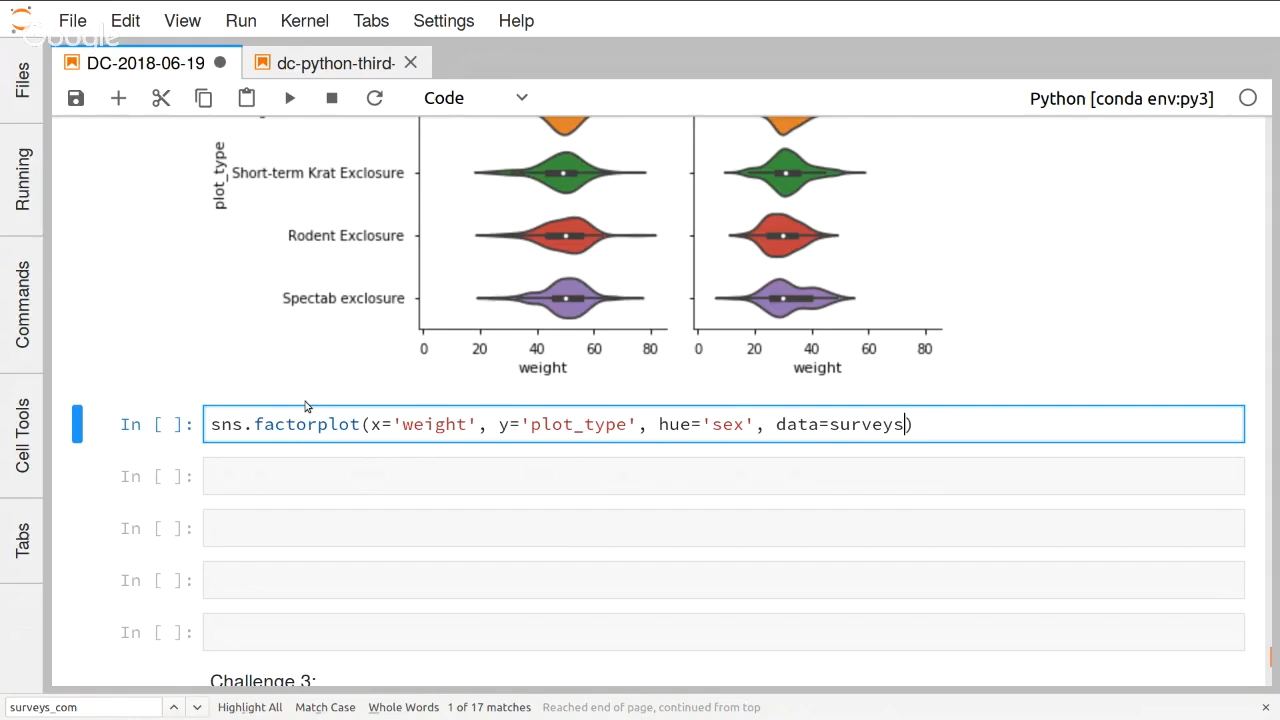 File Edit View Run Kernel Tabs Settings Help
Google
DC-2018-06-19 dc-python-third-
Code Python [conda env:py3]
Files
Running
Commands
Cell Tools
Tabs
plot_type
Short-term Krat Exclosure
Rodent Exclosure
Spectab exclosure
0 20 40 60 80 0 20 40 60 80
weight weight
In [ ]: sns.factorplot(x='weight', y='plot_type', hue='sex', data=surveys)
In [ ]:
In [ ]:
In [ ]:
In [ ]:
Challenge 3:
surveys_com Highlight All Match Case Whole Words 1 of 17 matches Reached end of page, continued from top